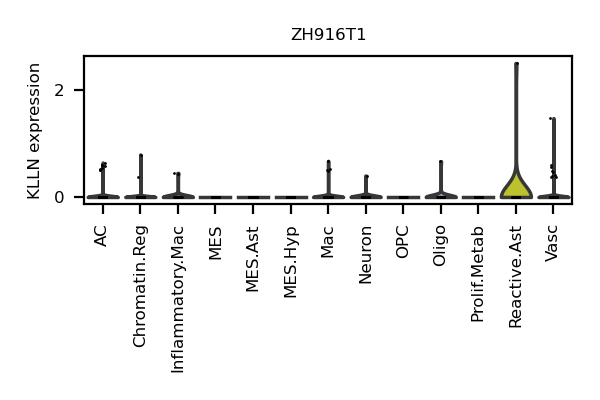 ZH916T1
KLLN expression
2
0
AC
Chromatin.Reg
Inflammatory.Mac
MES
MES.Ast
MES.Hyp
Mac
Neuron
OPC
Oligo
Prolif.Metab
Reactive.Ast
Vasc